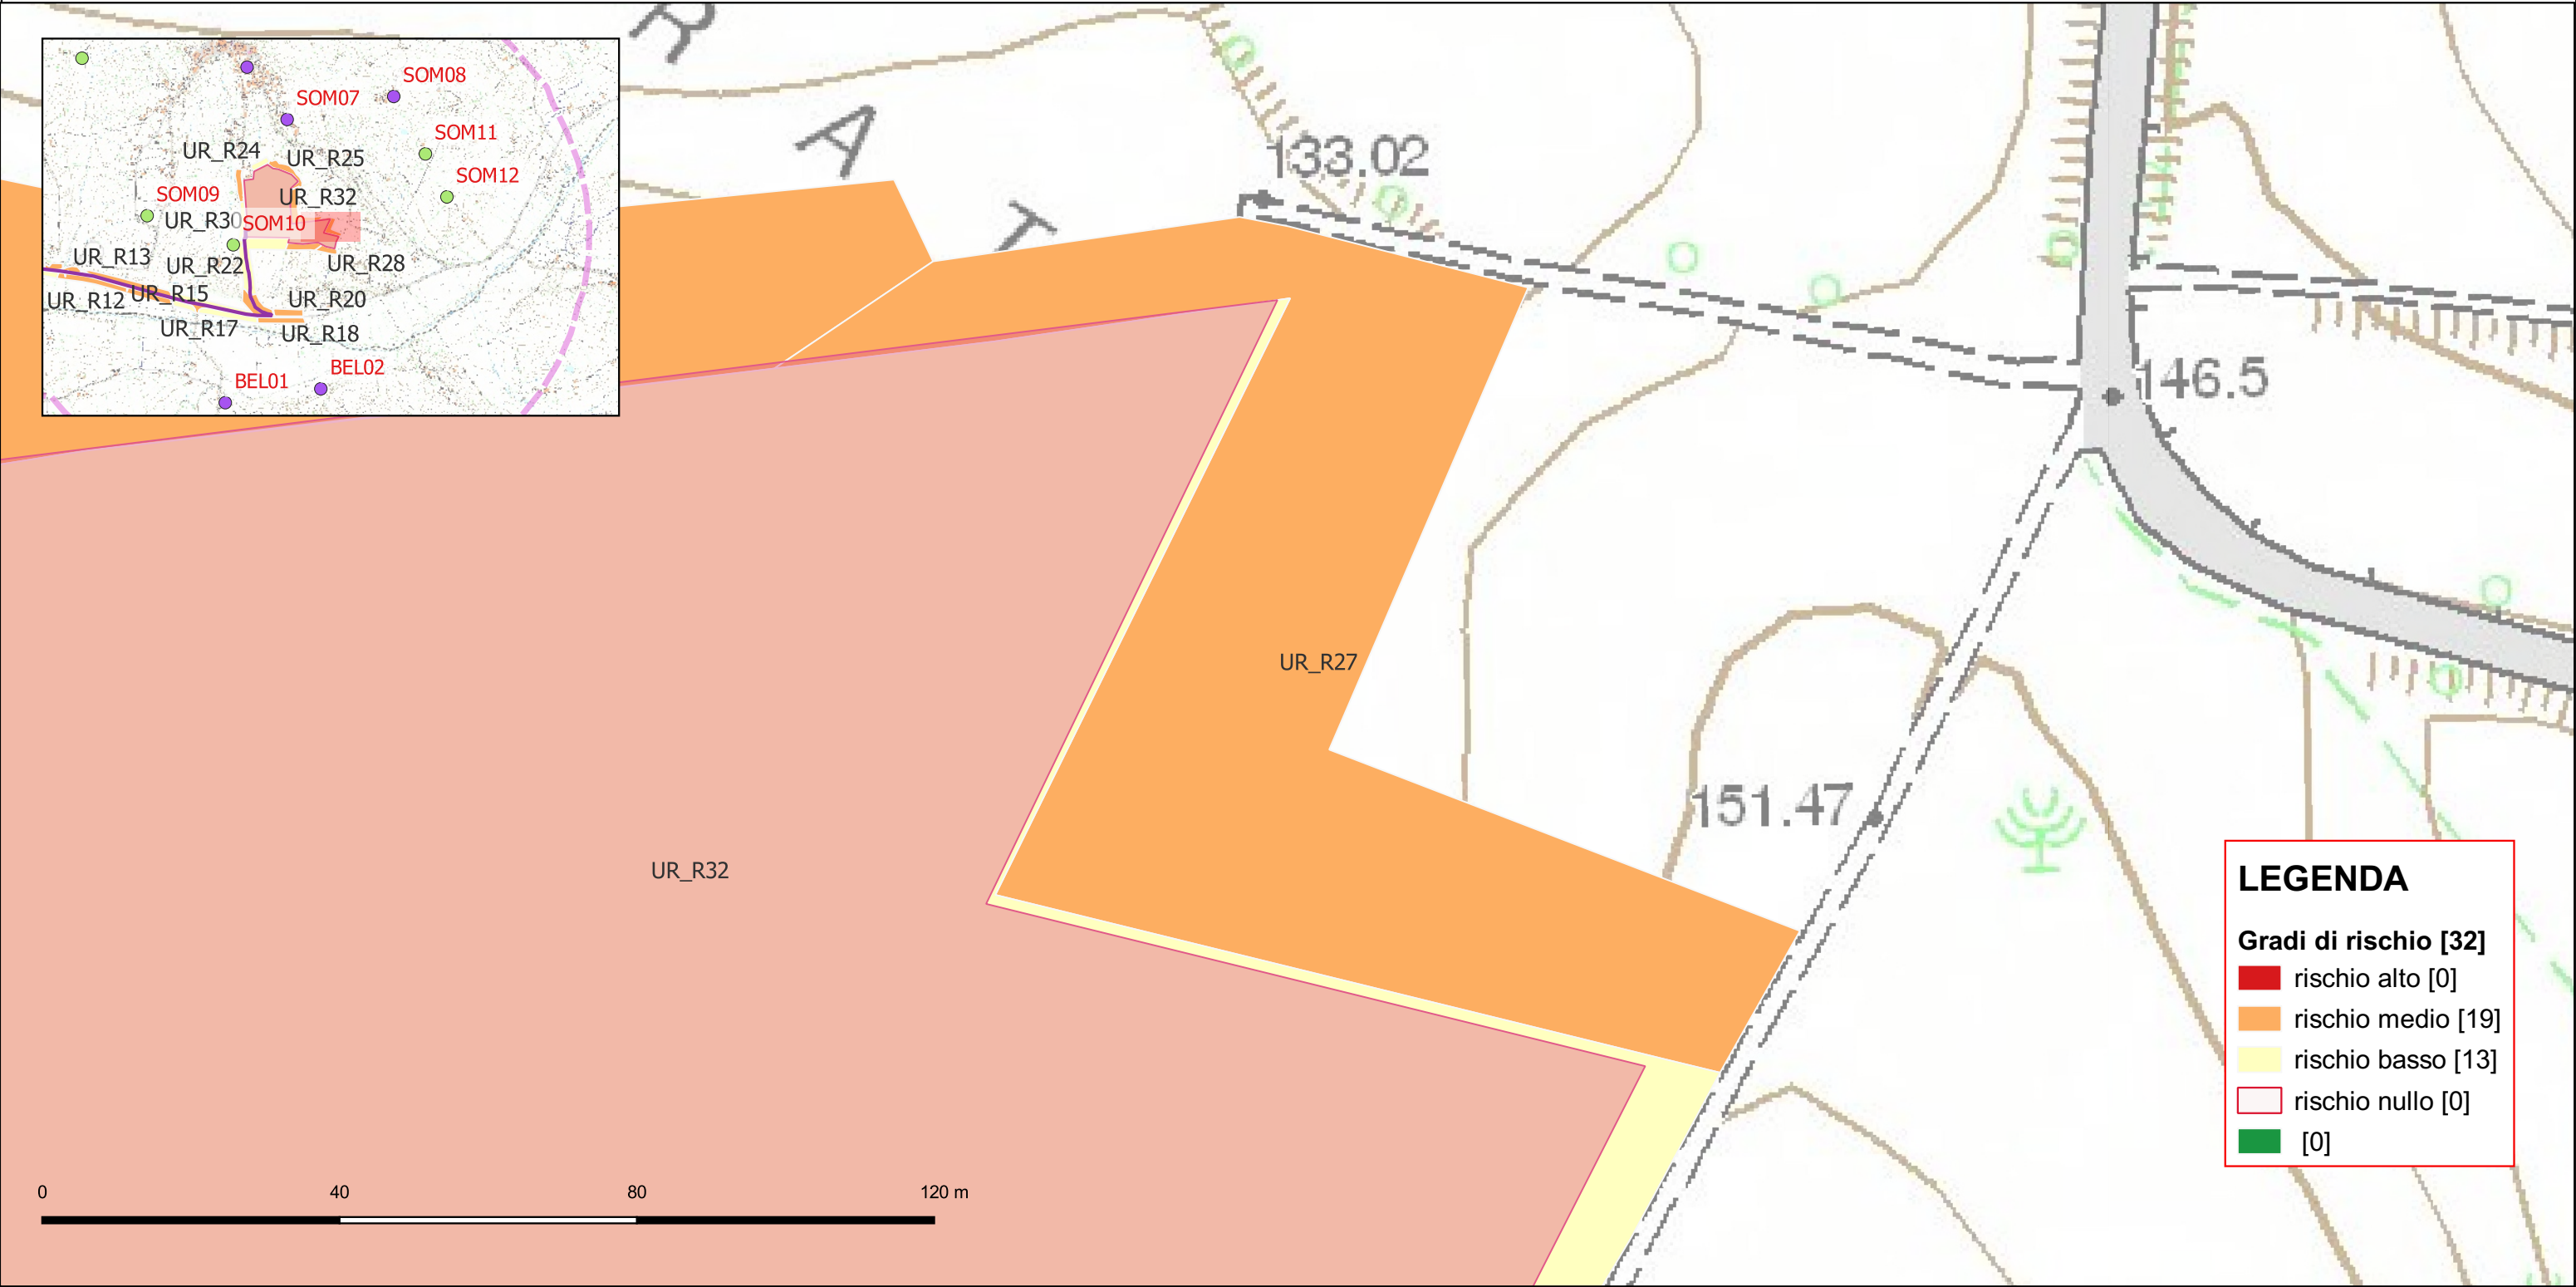 R
A
T
SOM08
SOM07
SOM11
UR_R24
UR_R25
SOM12
SOM09
UR_R32
UR_R30
SOM10
UR_R13
UR_R22
UR_R28
UR_R12
UR_R15
UR_R20
UR_R17
UR_R18
BEL02
BEL01
133.02
146.5
UR_R27
151.47
UR_R32
LEGENDA
Gradi di rischio [32]
rischio alto [0]
rischio medio [19]
rischio basso [13]
rischio nullo [0]
[0]
0 40 80 120 m